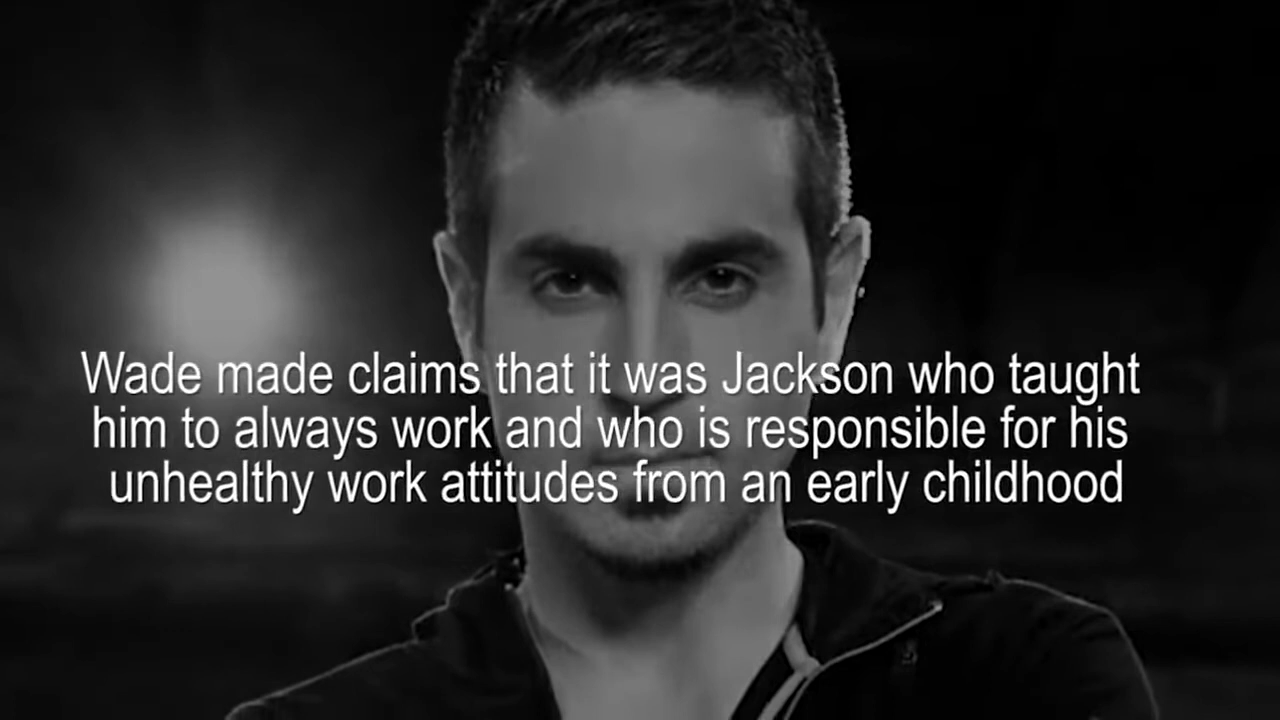 Wade made claims that it was Jackson who taught
him to always work and who is responsible for his
unhealthy work attitudes from an early childhood